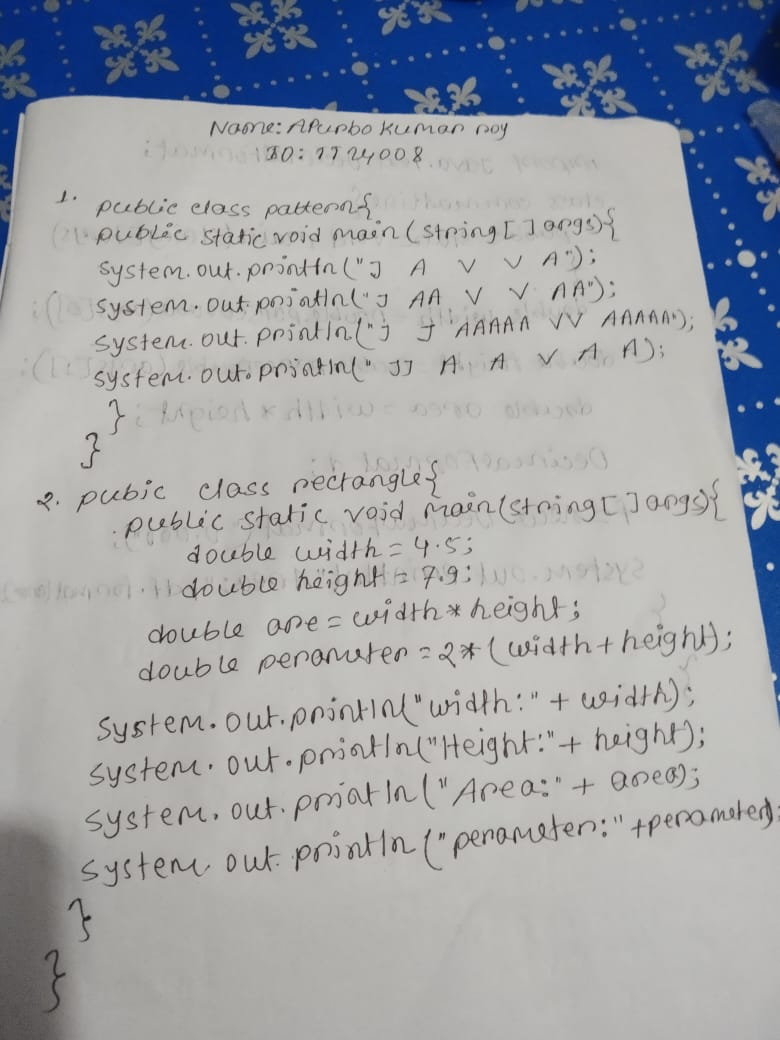 Name: Apurbo Kumar roy
ID: 1724008
1. public class pattern{
public static void main (string [ ] args){
system.out.println("J A V V A");
system.out.println("J AA V V AA");
system.out.println("J J AAAAA VV AAAAA");
system.out.println(" JJ A A V A A);
}
}
2. pubic class rectangle{
public static void main(string [ ] args){
double width = 4.5;
double height = 7.9;
double are = width * height;
double perameter = 2*(width + height);
System.out.println("width:" + width);
system.out.println("Height:" + height);
system.out.println("Area:" + area);
system.out.println("perameter:" +perameter);
}
}